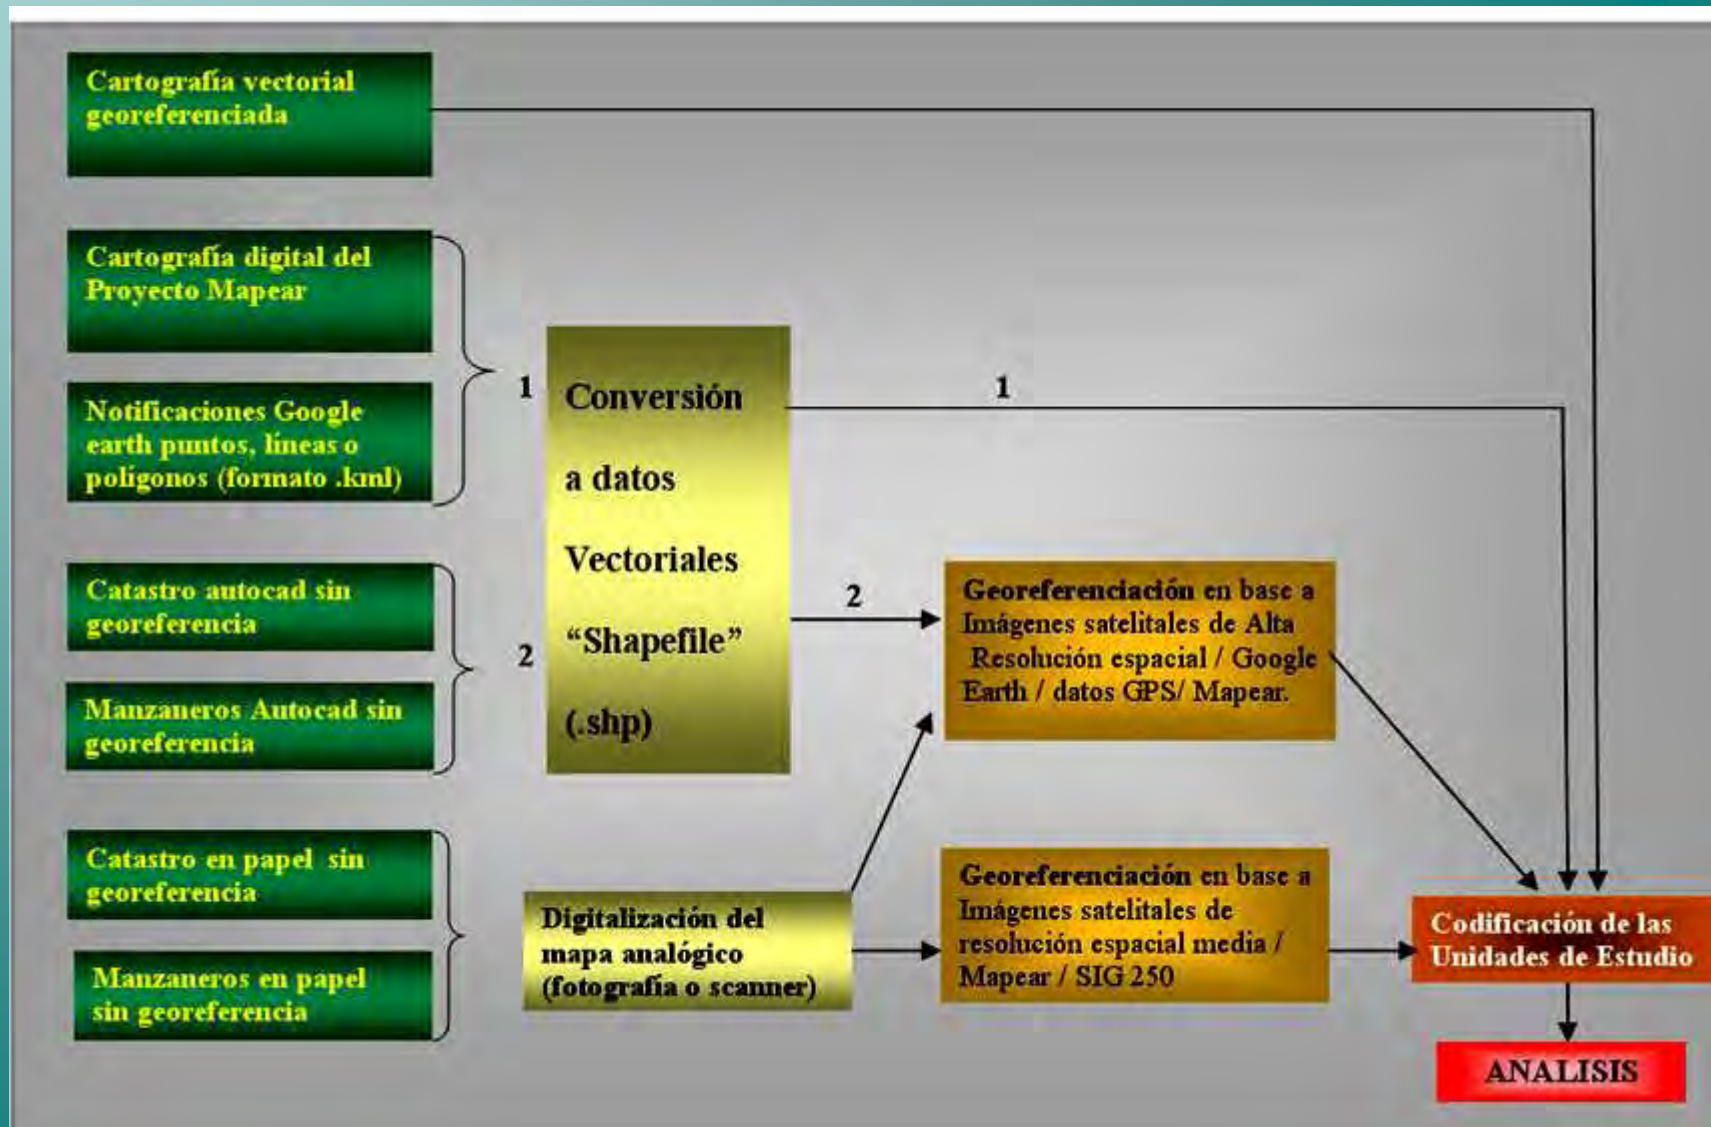 Cartografía vectorial
georeferenciada
Cartografía digital del
Proyecto Mapear
Notificaciones Google
earth puntos, líneas o
polígonos (formato .kml)
Catastro autocad sin
georeferencia
Manzaneros Autocad sin
georeferencia
Catastro en papel sin
georeferencia
Manzaneros en papel
sin georeferencia
1
2
Conversión
a datos
Vectoriales
“Shapefile”
(.shp)
Digitalización del
mapa analógico
(fotografía o scanner)
1
2
Georeferenciación en base a
Imágenes satelitales de Alta
Resolución espacial / Google
Earth / datos GPS/ Mapear.
Georeferenciación en base a
Imágenes satelitales de
resolución espacial media /
Mapear / SIG 250
Codificación de las
Unidades de Estudio
ANALISIS